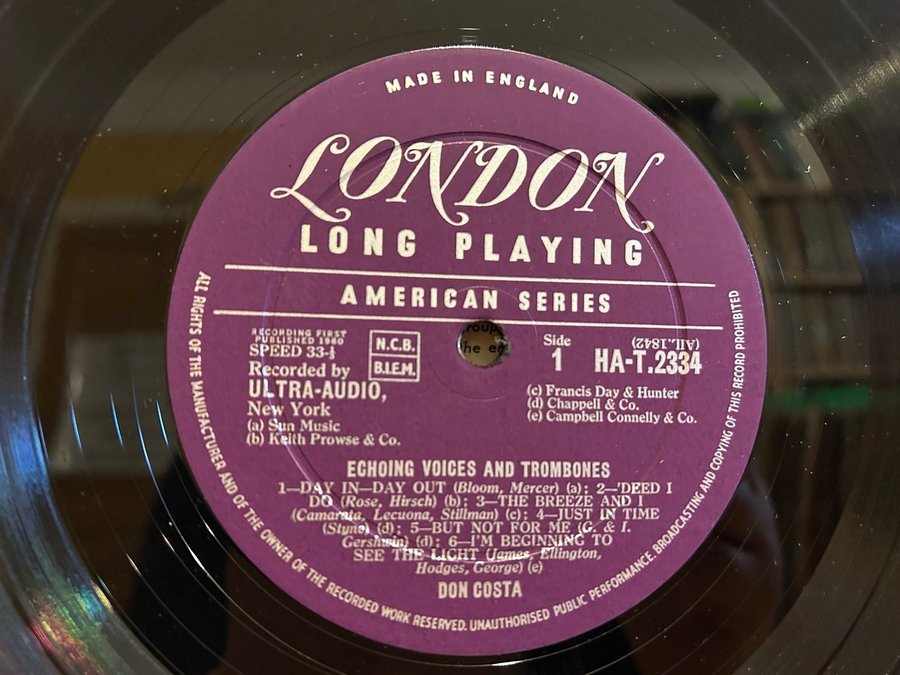 MADE IN ENGLAND
LONDON
LONG PLAYING
AMERICAN SERIES
RECORDING FIRST
PUBLISHED 1960
SPEED 33-⅓
Recorded by
ULTRA-AUDIO,
New York
(a) Sun Music
(b) Keith Prowse & Co.
N.C.B.
B.I.E.M.
Side
1
(AIL.1842)
HA-T.2334
(c) Francis Day & Hunter
(d) Chappell & Co.
(e) Campbell Connelly & Co.
ECHOING VOICES AND TROMBONES
1—DAY IN—DAY OUT (Bloom, Mercer) (a); 2—'DEED I
DO (Rose, Hirsch) (b); 3—THE BREEZE AND I
(Camarata, Lecuona, Stillman) (c); 4—JUST IN TIME
(Styne) (d); 5—BUT NOT FOR ME (G. & I.
Gershwin) (d); 6—I'M BEGINNING TO
SEE THE LIGHT (James, Ellington,
Hodges, George) (e)
DON COSTA
ALL RIGHTS OF THE MANUFACTURER AND OF THE OWNER OF THE RECORDED WORK RESERVED. UNAUTHORISED PUBLIC PERFORMANCE, BROADCASTING AND COPYING OF THIS RECORD PROHIBITED